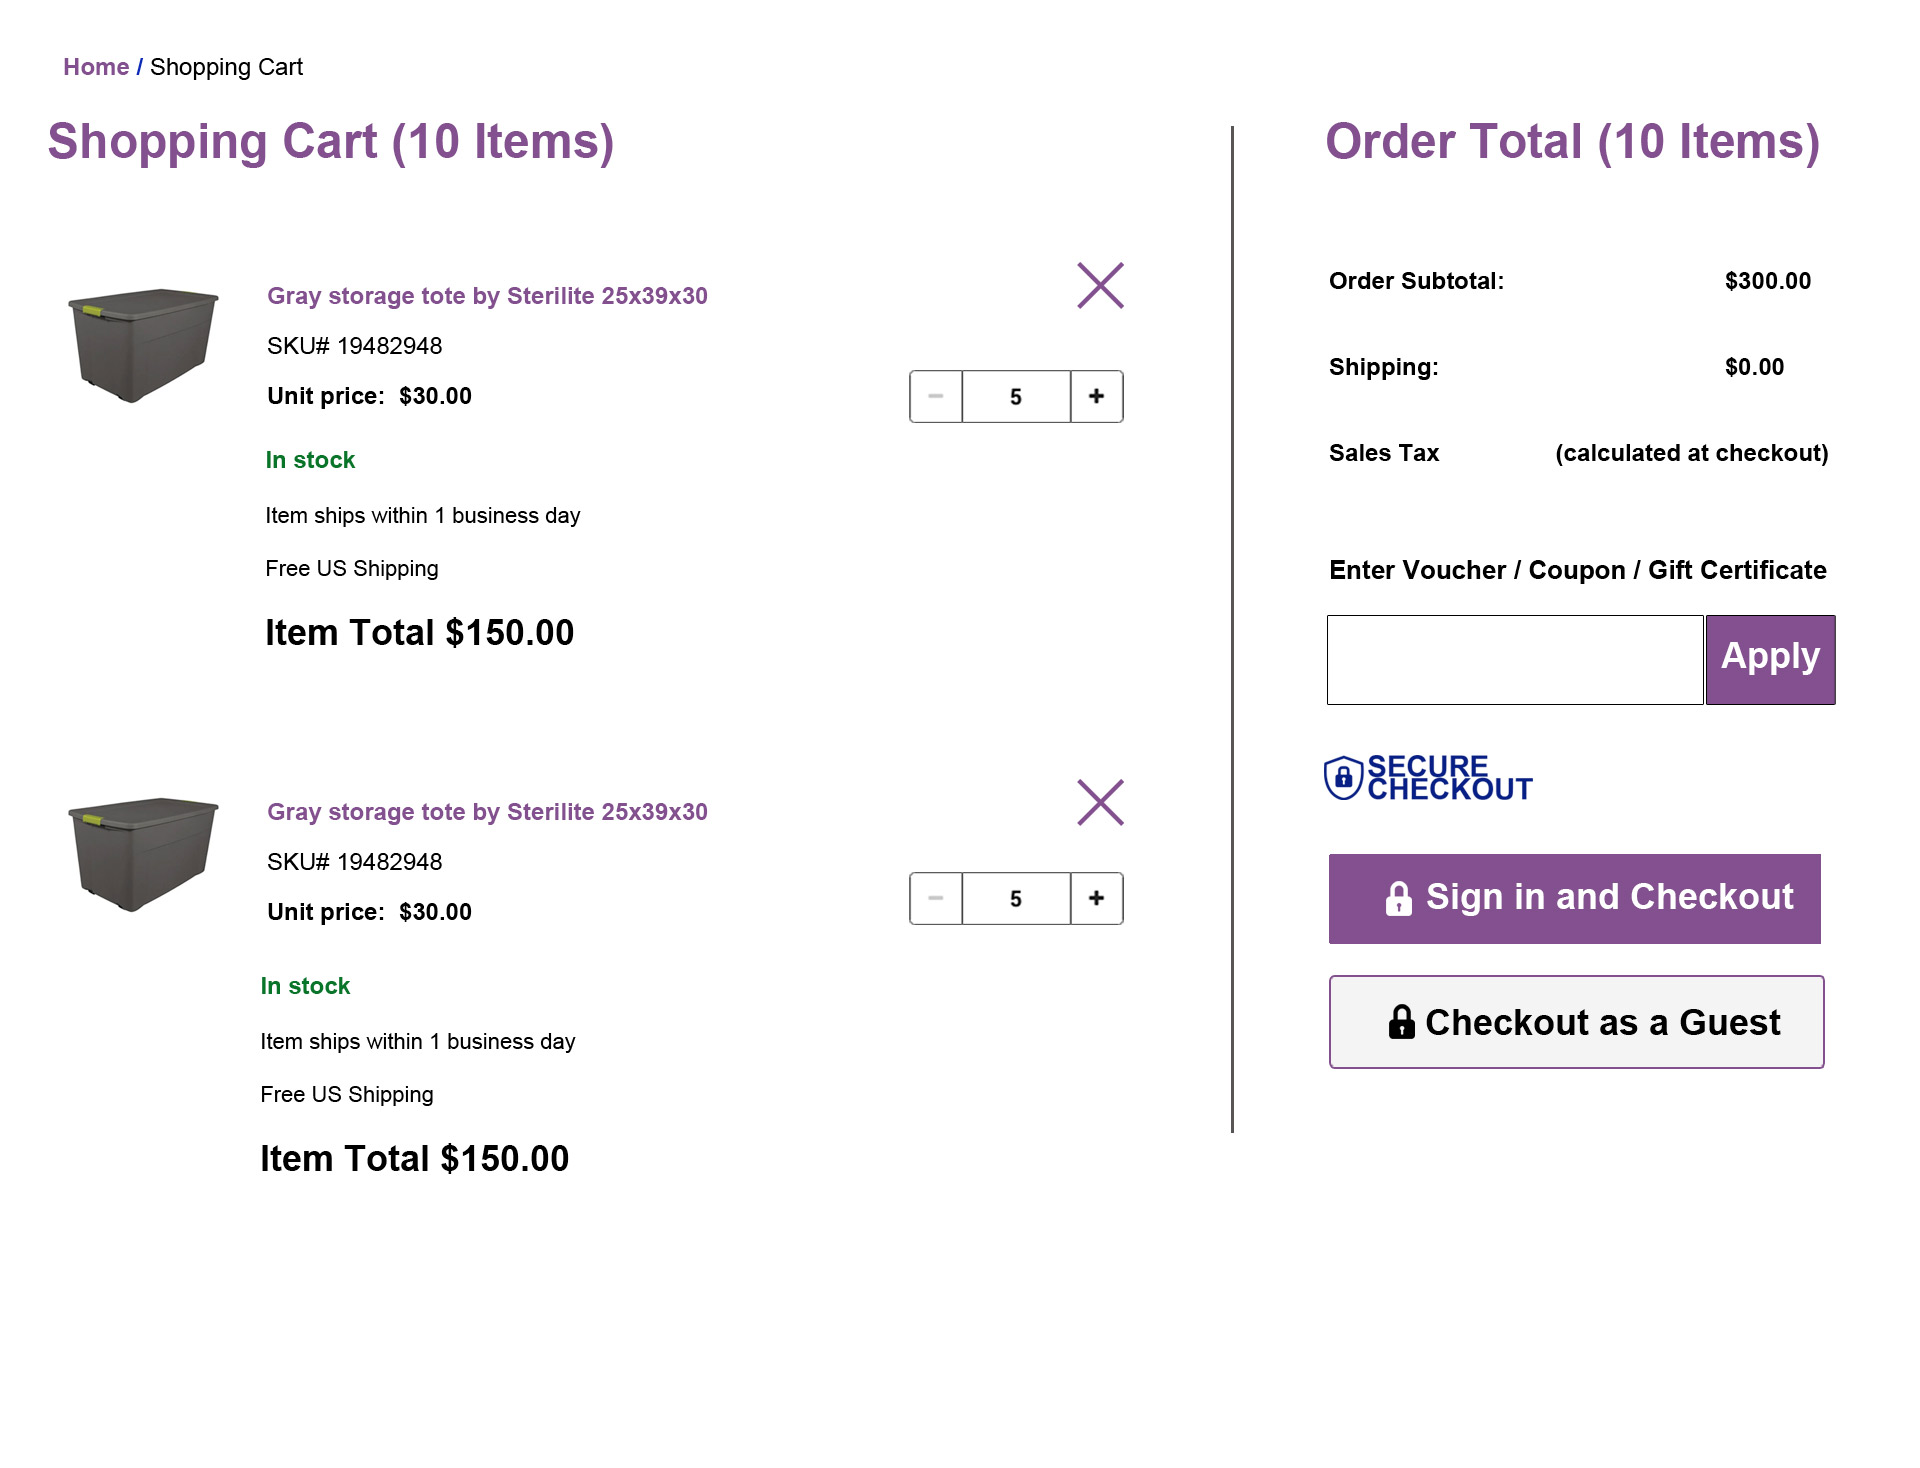 Home / Shopping Cart
Shopping Cart (10 Items)
Gray storage tote by Sterilite 25x39x30
SKU# 19482948
Unit price: $30.00
5
In stock
Item ships within 1 business day
Free US Shipping
Item Total $150.00
Gray storage tote by Sterilite 25x39x30
SKU# 19482948
Unit price: $30.00
5
In stock
Item ships within 1 business day
Free US Shipping
Item Total $150.00
Order Total (10 Items)
Order Subtotal: $300.00
Shipping: $0.00
Sales Tax (calculated at checkout)
Enter Voucher / Coupon / Gift Certificate
Apply
SECURE
CHECKOUT
Sign in and Checkout
Checkout as a Guest